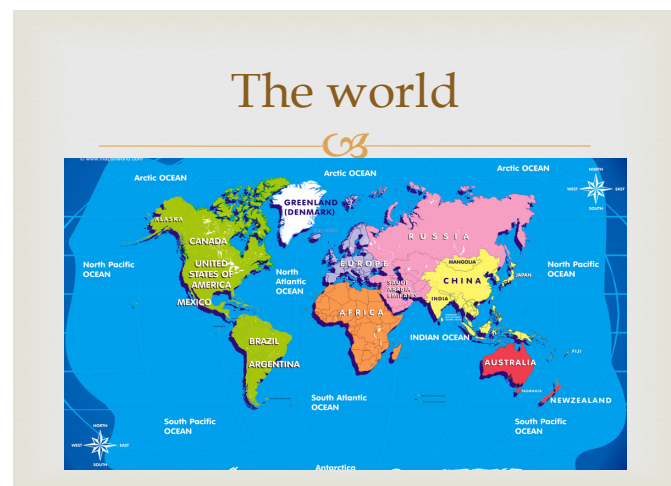 The world
Arctic OCEAN
Arctic OCEAN
Arctic OCEAN
NORTH
WEST
EAST
SOUTH
GREENLAND
(DENMARK)
ALASKA
CANADA
RUSSIA
North Pacific
OCEAN
UNITED
STATES OF
AMERICA
North
Atlantic
OCEAN
EUROPE
MANGOLIA
CHINA
JAPAN
North Pacific
OCEAN
SAUDI
ARABIA
EMIRATES
INDIA
MEXICO
AFRICA
INDIAN OCEAN
BRAZIL
FIJI
ARGENTINA
AUSTRALIA
South Atlantic
OCEAN
NEWZEALAND
South Pacific
OCEAN
South Pacific
OCEAN
NORTH
WEST
EAST
SOUTH
Antarctica